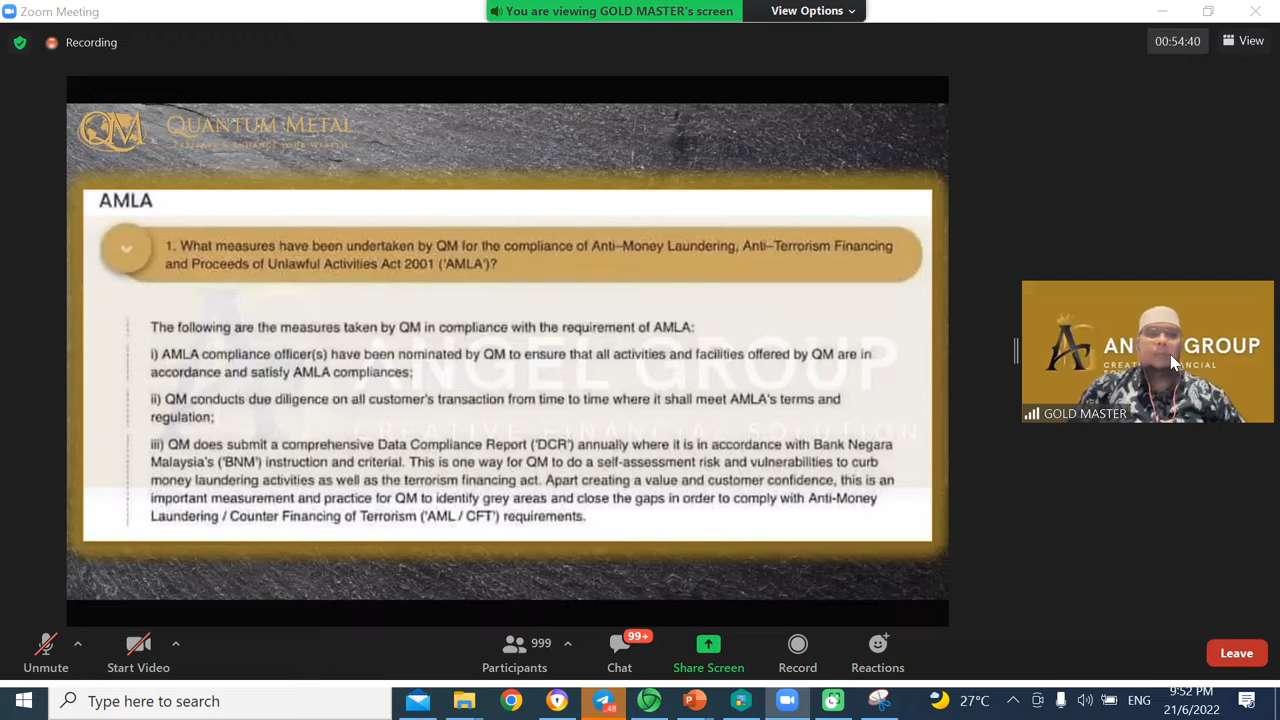 Zoom Meeting
You are viewing GOLD MASTER's screen
View Options
Recording
00:54:40
View
QM QUANTUM METAL
AMLA
1. What measures have been undertaken by QM for the compliance of Anti-Money Laundering, Anti-Terrorism Financing
and Proceeds of Unlawful Activities Act 2001 ('AMLA')?
The following are the measures taken by QM in compliance with the requirement of AMLA:
i) AMLA compliance officer(s) have been nominated by QM to ensure that all activities and facilities offered by QM are in
accordance and satisfy AMLA compliances;
ii) QM conducts due diligence on all customer's transaction from time to time where it shall meet AMLA's terms and
regulation;
iii) QM does submit a comprehensive Data Compliance Report ('DCR') annually where it is in accordance with Bank Negara
Malaysia's ('BNM') instruction and criterial. This is one way for QM to do a self-assessment risk and vulnerabilities to curb
money laundering activities as well as the terrorism financing act. Apart creating a value and customer confidence, this is an
important measurement and practice for QM to identify grey areas and close the gaps in order to comply with Anti-Money
Laundering / Counter Financing of Terrorism ('AML / CFT') requirements.
ANGEL GROUP
FINANCIAL SOLUTION
GROUP
GOLD MASTER
Unmute
Start Video
999
Participants
99+
Chat
Share Screen
Record
Reactions
Leave
Type here to search
48
27°C
ENG
9:52 PM
21/6/2022